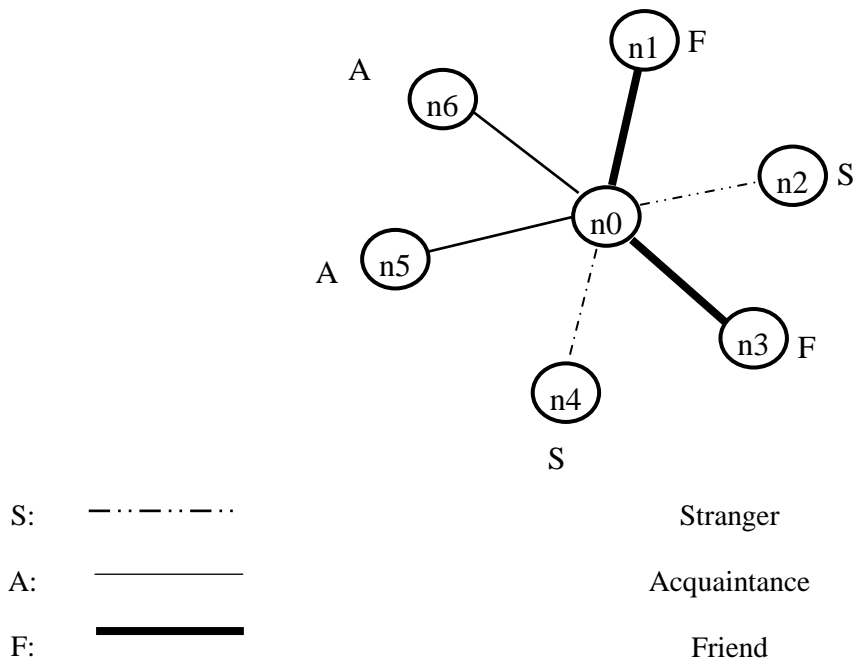 n1 F
A
n6
n2 S
n0
n5
A
n3 F
n4
S
S: Stranger
A: Acquaintance
F: Friend